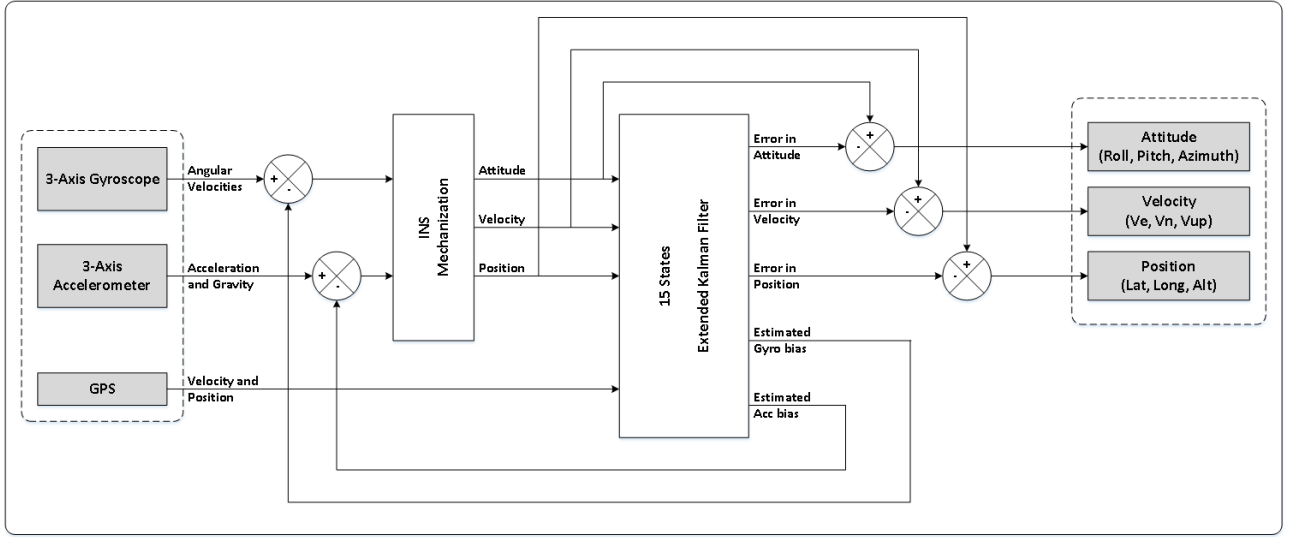 3-Axis Gyroscope
Angular
Velocities
+
-
3-Axis
Accelerometer
Acceleration
and Gravity
+
-
GPS
Velocity and
Position
INS
Mechanization
Attitude
Velocity
Position
15 States
Extended Kalman Filter
Error in
Attitude
Error in
Velocity
Error in
Position
Estimated
Gyro bias
Estimated
Acc bias
+
-
+
-
+
-
Attitude
(Roll, Pitch, Azimuth)
Velocity
(Ve, Vn, Vup)
Position
(Lat, Long, Alt)